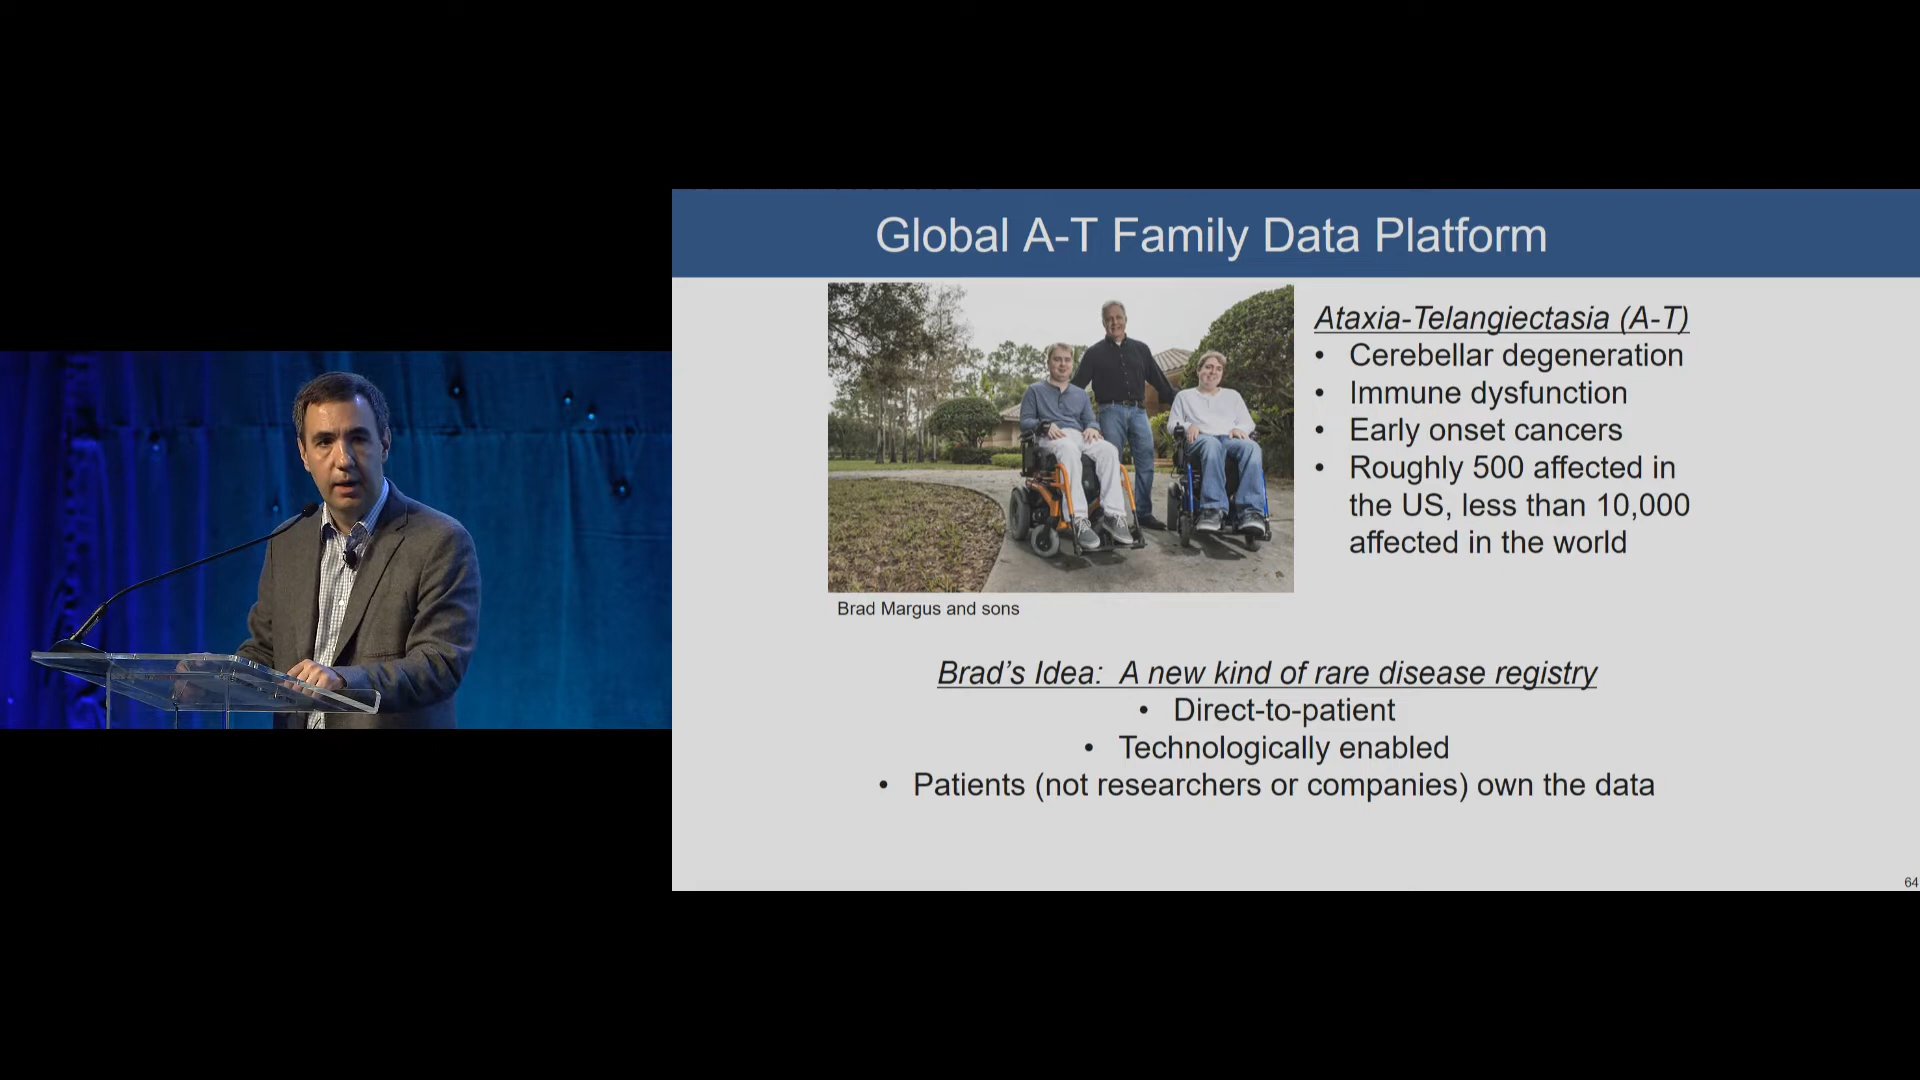 Global A-T Family Data Platform
Ataxia-Telangiectasia (A-T)
• Cerebellar degeneration
• Immune dysfunction
• Early onset cancers
• Roughly 500 affected in
the US, less than 10,000
affected in the world
Brad Margus and sons
Brad’s Idea: A new kind of rare disease registry
• Direct-to-patient
• Technologically enabled
• Patients (not researchers or companies) own the data
64